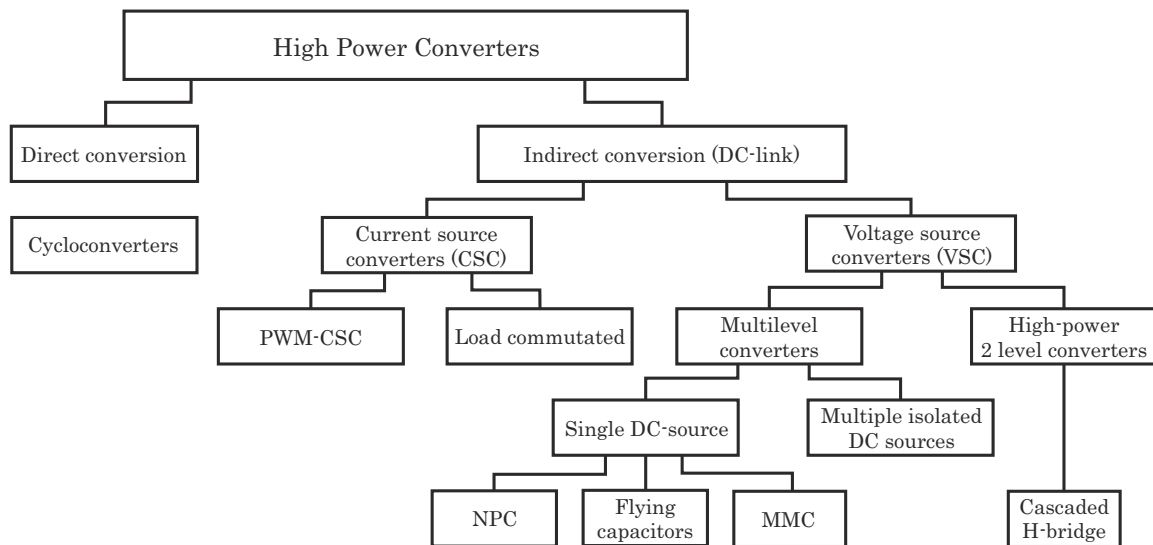 High Power Converters
Direct conversion
Indirect conversion (DC-link)
Cycloconverters
Current source
converters (CSC)
Voltage source
converters (VSC)
PWM-CSC
Load commutated
Multilevel
converters
High-power
2 level converters
Single DC-source
Multiple isolated
DC sources
NPC
Flying
capacitors
MMC
Cascaded
H-bridge